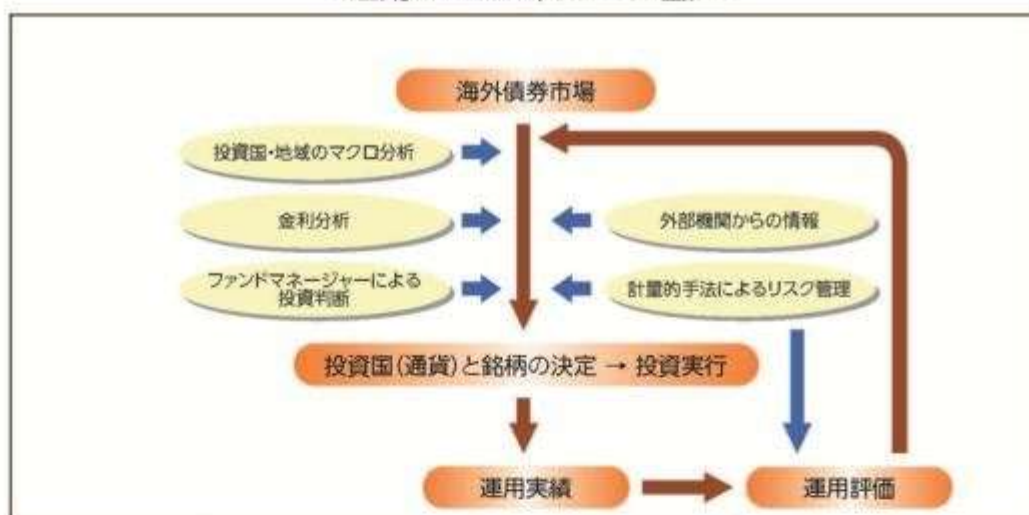 海外債券市場
投資国・地域のマクロ分析
金利分析
外部機関からの情報
ファンドマネージャーによる
投資判断
計量的手法によるリスク管理
投資国(通貨)と銘柄の決定 → 投資実行
運用実績
運用評価